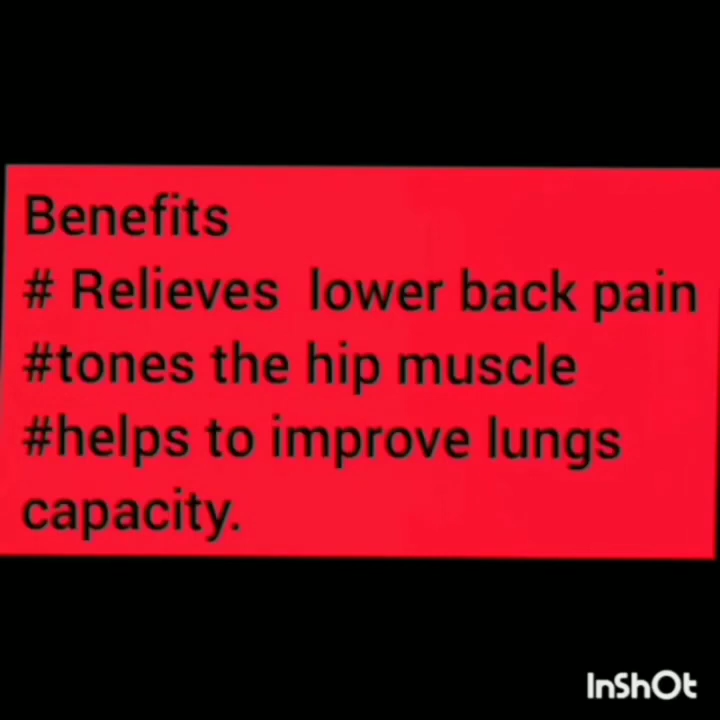 Benefits
# Relieves  lower back pain
#tones the hip muscle
#helps to improve lungs
capacity.
InShOt